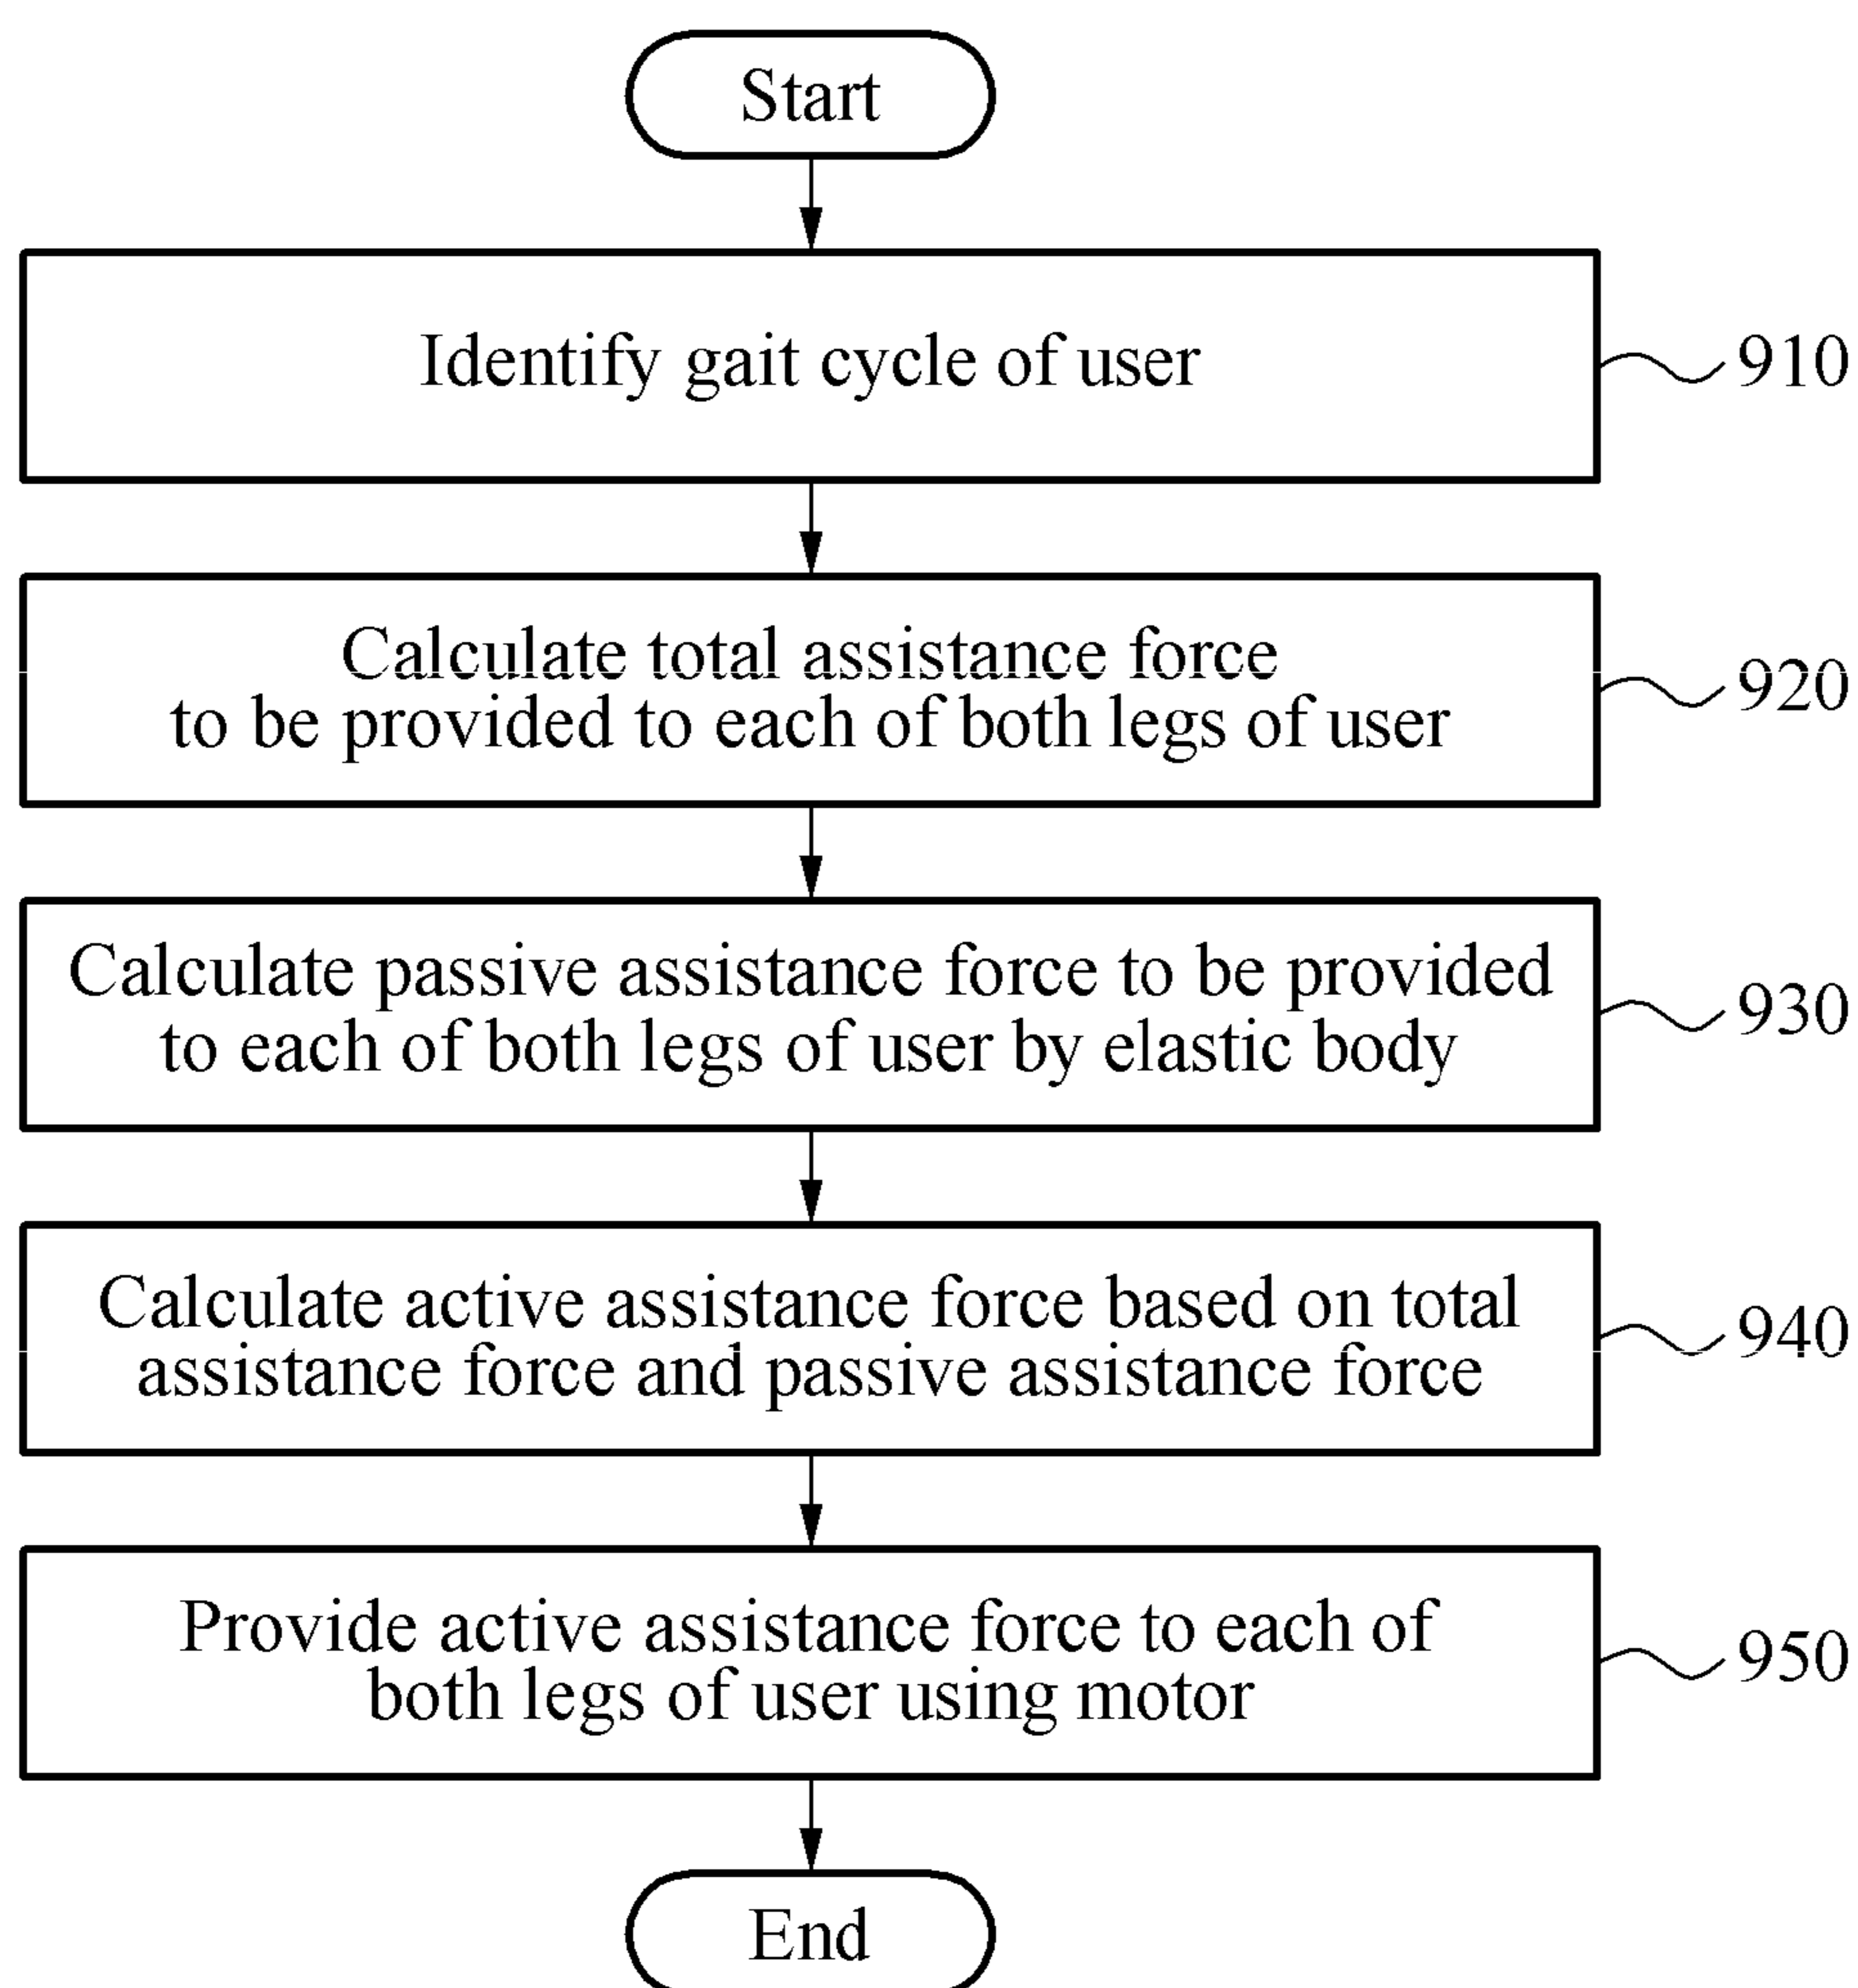 Start
Identify gait cycle of user
910
Calculate total assistance force
to be provided to each of both legs of user
920
Calculate passive assistance force to be provided
to each of both legs of user by elastic body
930
Calculate active assistance force based on total
assistance force and passive assistance force
940
Provide active assistance force to each of
both legs of user using motor
950
End